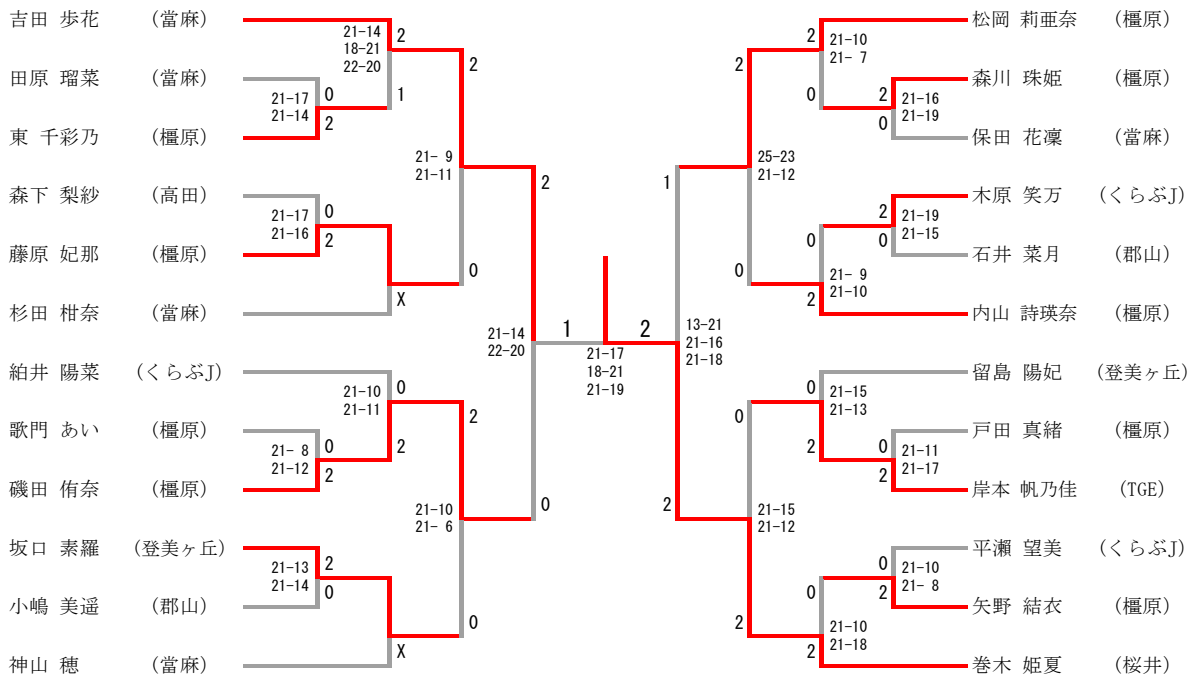 吉田 歩花 (當麻)
田原 瑠菜 (當麻)
東 千彩乃 (橿原)
森下 梨紗 (高田)
藤原 妃那 (橿原)
杉田 柑奈 (當麻)
絈井 陽菜 (くらぶJ)
歌門 あい (橿原)
磯田 侑奈 (橿原)
坂口 素羅 (登美ヶ丘)
小嶋 美遥 (郡山)
神山 穂 (當麻)
21-14 2
18-21
22-20
1
21-17 0
21-14 2
2
21- 9
21-11
0
21-17 0
21-16 2
X
2
21-14
22-20
0
21-10 0
21-11
2
21- 8 0
21-12 2
2
21-10
21- 6
0
21-13 2
21-14 0
X
1 2
21-17
18-21
21-19
松岡 莉亜奈 (橿原)
森川 珠姫 (橿原)
保田 花凜 (當麻)
木原 笑万 (くらぶJ)
石井 菜月 (郡山)
内山 詩瑛奈 (橿原)
留島 陽妃 (登美ヶ丘)
戸田 真緒 (橿原)
岸本 帆乃佳 (TGE)
平瀬 望美 (くらぶJ)
矢野 結衣 (橿原)
巻木 姫夏 (桜井)
2 21-10
21- 7
0
2 21-16
0 21-19
2
25-23
21-12
0
2 21-19
0 21-15
0
21- 9
2 21-10
1
13-21
21-16
21-18
2
0 21-15
21-13
2
0 21-11
2 21-17
0
21-15
21-12
2
0 21-10
2 21- 8
0
21-10
2 21-18